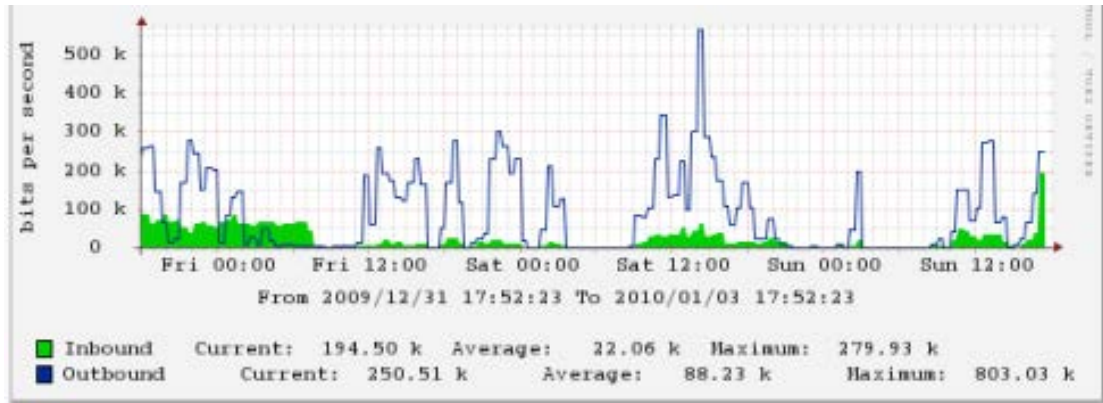 bits per second
500 k
400 k
300 k
200 k
100 k
0
Fri 00:00 Fri 12:00 Sat 00:00 Sat 12:00 Sun 00:00 Sun 12:00
From 2009/12/31 17:52:23 To 2010/01/03 17:52:23
Inbound Current: 194.50 k Average: 22.06 k Maximum: 279.93 k
Outbound Current: 250.51 k Average: 88.23 k Maximum: 803.03 k